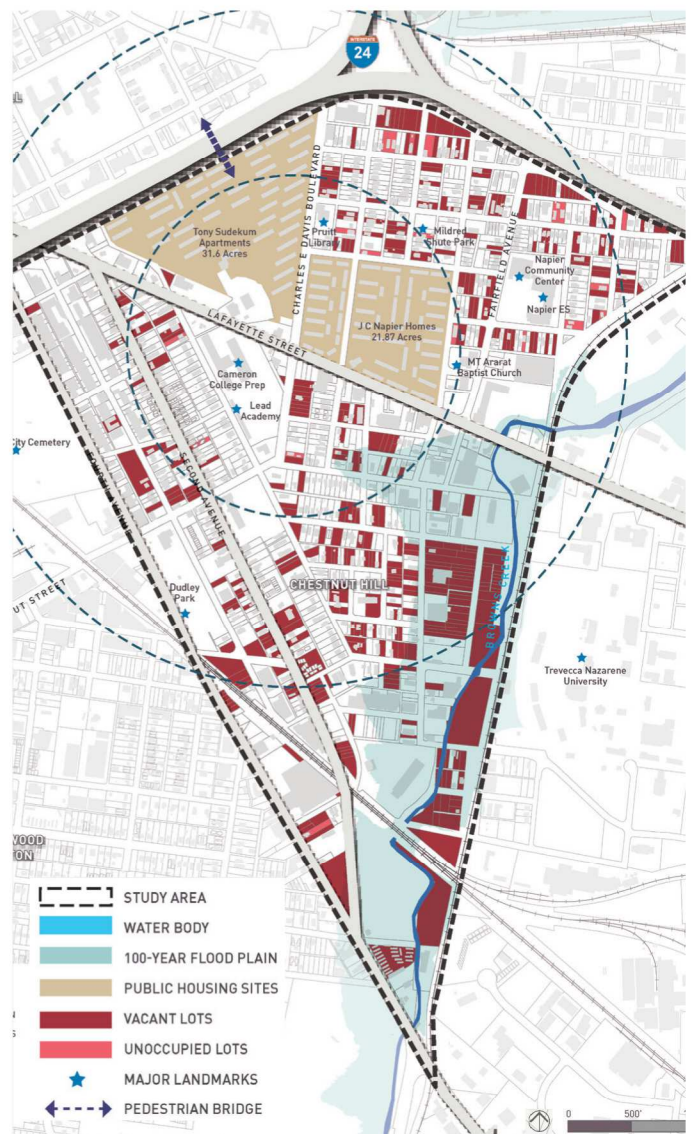 INTERSTATE
24
Tony Sudekum
Apartments
31.6 Acres
CHARLES E DAVIS BOULEVARD
Pruitt
Library
Mildred
Shute Park
FAIRFIELD AVENUE
Napier
Community
Center
Napier ES
J C Napier Homes
21.87 Acres
LAFAYETTE STREET
MT Ararat
Baptist Church
Cameron
College Prep
Lead
Academy
City Cemetery
SECOND AVENUE
BROWNS CREEK
CHESTNUT HILL
Dudley
Park
UT STREET
Trevecca Nazarene
University
WOOD
TON
STUDY AREA
WATER BODY
100-YEAR FLOOD PLAIN
PUBLIC HOUSING SITES
VACANT LOTS
UNOCCUPIED LOTS
MAJOR LANDMARKS
PEDESTRIAN BRIDGE
0 500'